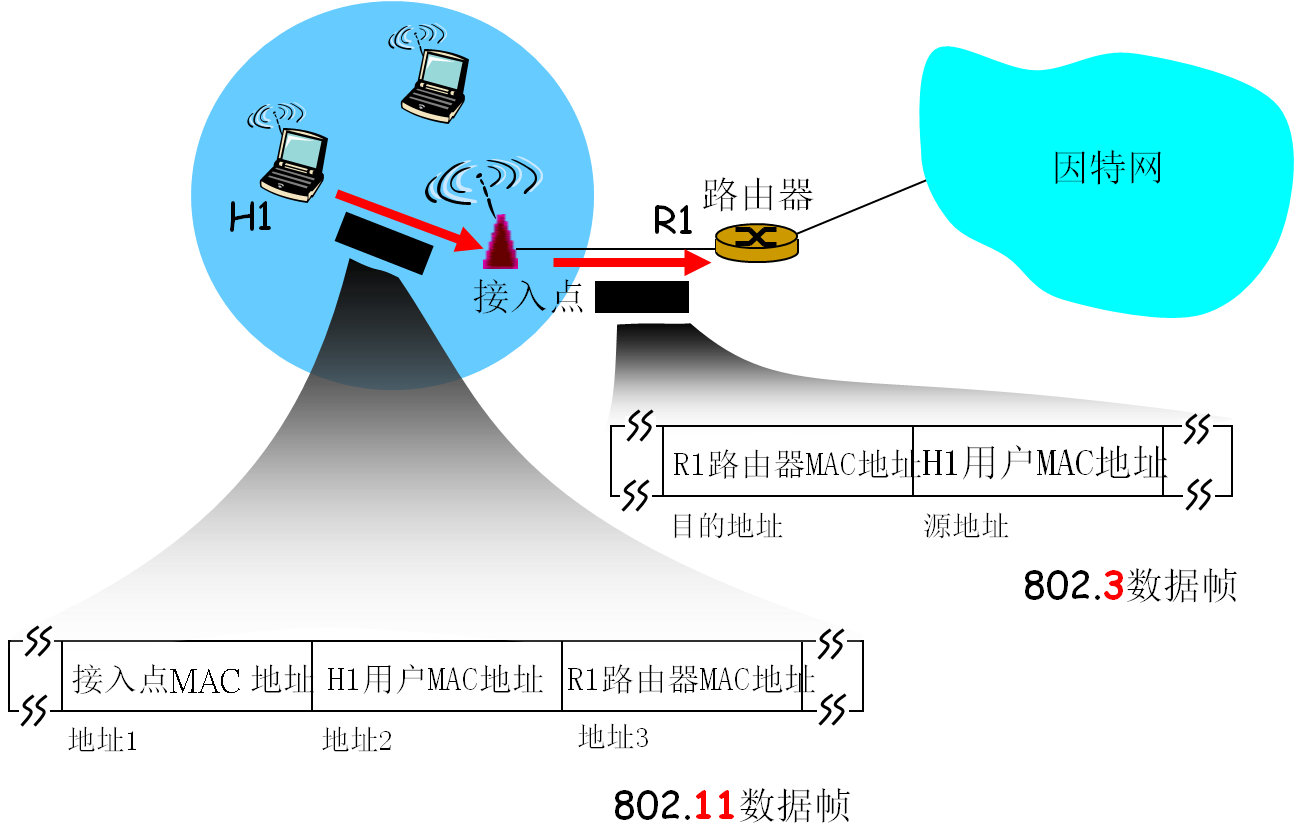 因特网
路由器
R1
H1
接入点
R1路由器MAC地址 H1用户MAC地址
目的地址 源地址
802.3数据帧
接入点MAC 地址 H1用户MAC地址 R1路由器MAC地址
地址1 地址2 地址3
802.11数据帧